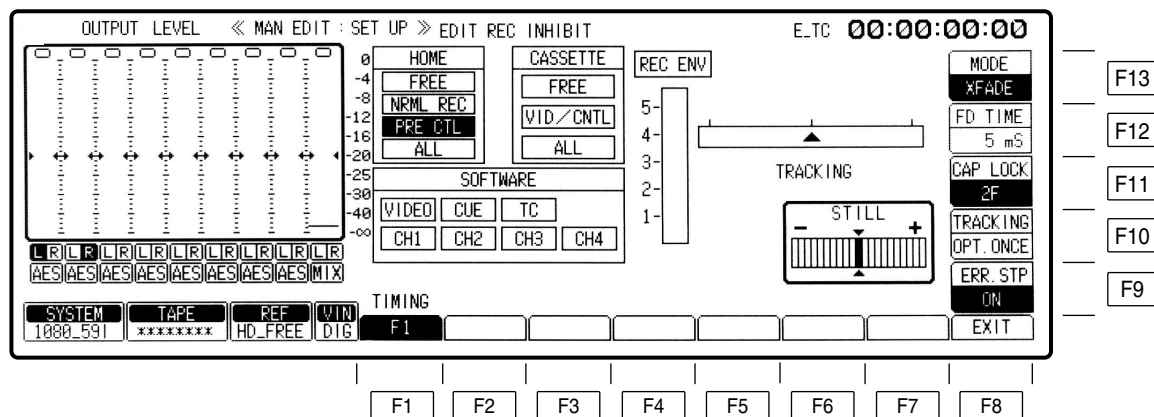 OUTPUT LEVEL ≪ MAN EDIT : SET UP ≫ EDIT REC INHIBIT E_TC 00:00:00:00
0
-4
-8
-12
-16
-20
-25
-30
-40
-∞
L R L R L R L R L R L R L R L R L R
AES AES AES AES AES AES AES AES MIX
HOME
FREE
NRML REC
PRE CTL
ALL
CASSETTE
FREE
VID/CNTL
ALL
SOFTWARE
VIDEO CUE TC
CH1 CH2 CH3 CH4
REC ENV
5-
4-
3-
2-
1-
TRACKING
STILL
- +
MODE
XFADE
FD TIME
5 mS
CAP LOCK
2F
TRACKING
OPT.ONCE
ERR.STP
ON
EXIT
F13
F12
F11
F10
F9
SYSTEM
1080_59I
TAPE
********
REF
HD_FREE
VIN
DIG
TIMING
F1
F1 F2 F3 F4 F5 F6 F7 F8